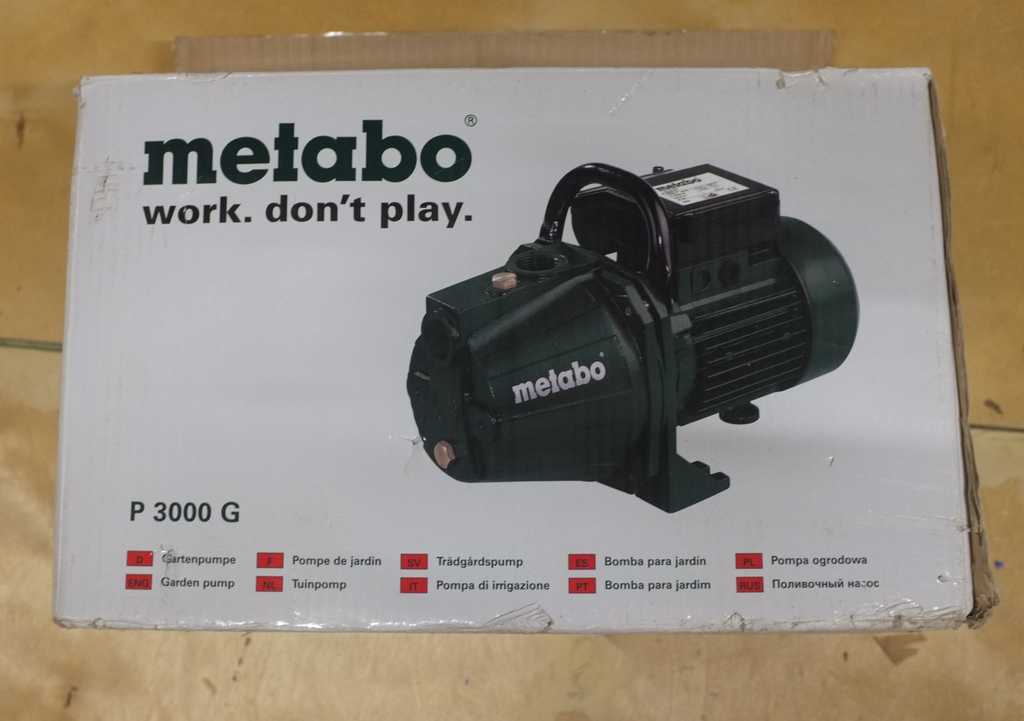 metabo®
work. don't play.
metabo
metabo
P 3000 G
D Gartenpumpe
F Pompe de jardin
SV Trädgårdspump
ES Bomba para jardin
PL Pompa ogrodowa
ENG Garden pump
NL Tuinpomp
IT Pompa di irrigazione
PT Bomba para jardim
RUS Поливочный насос